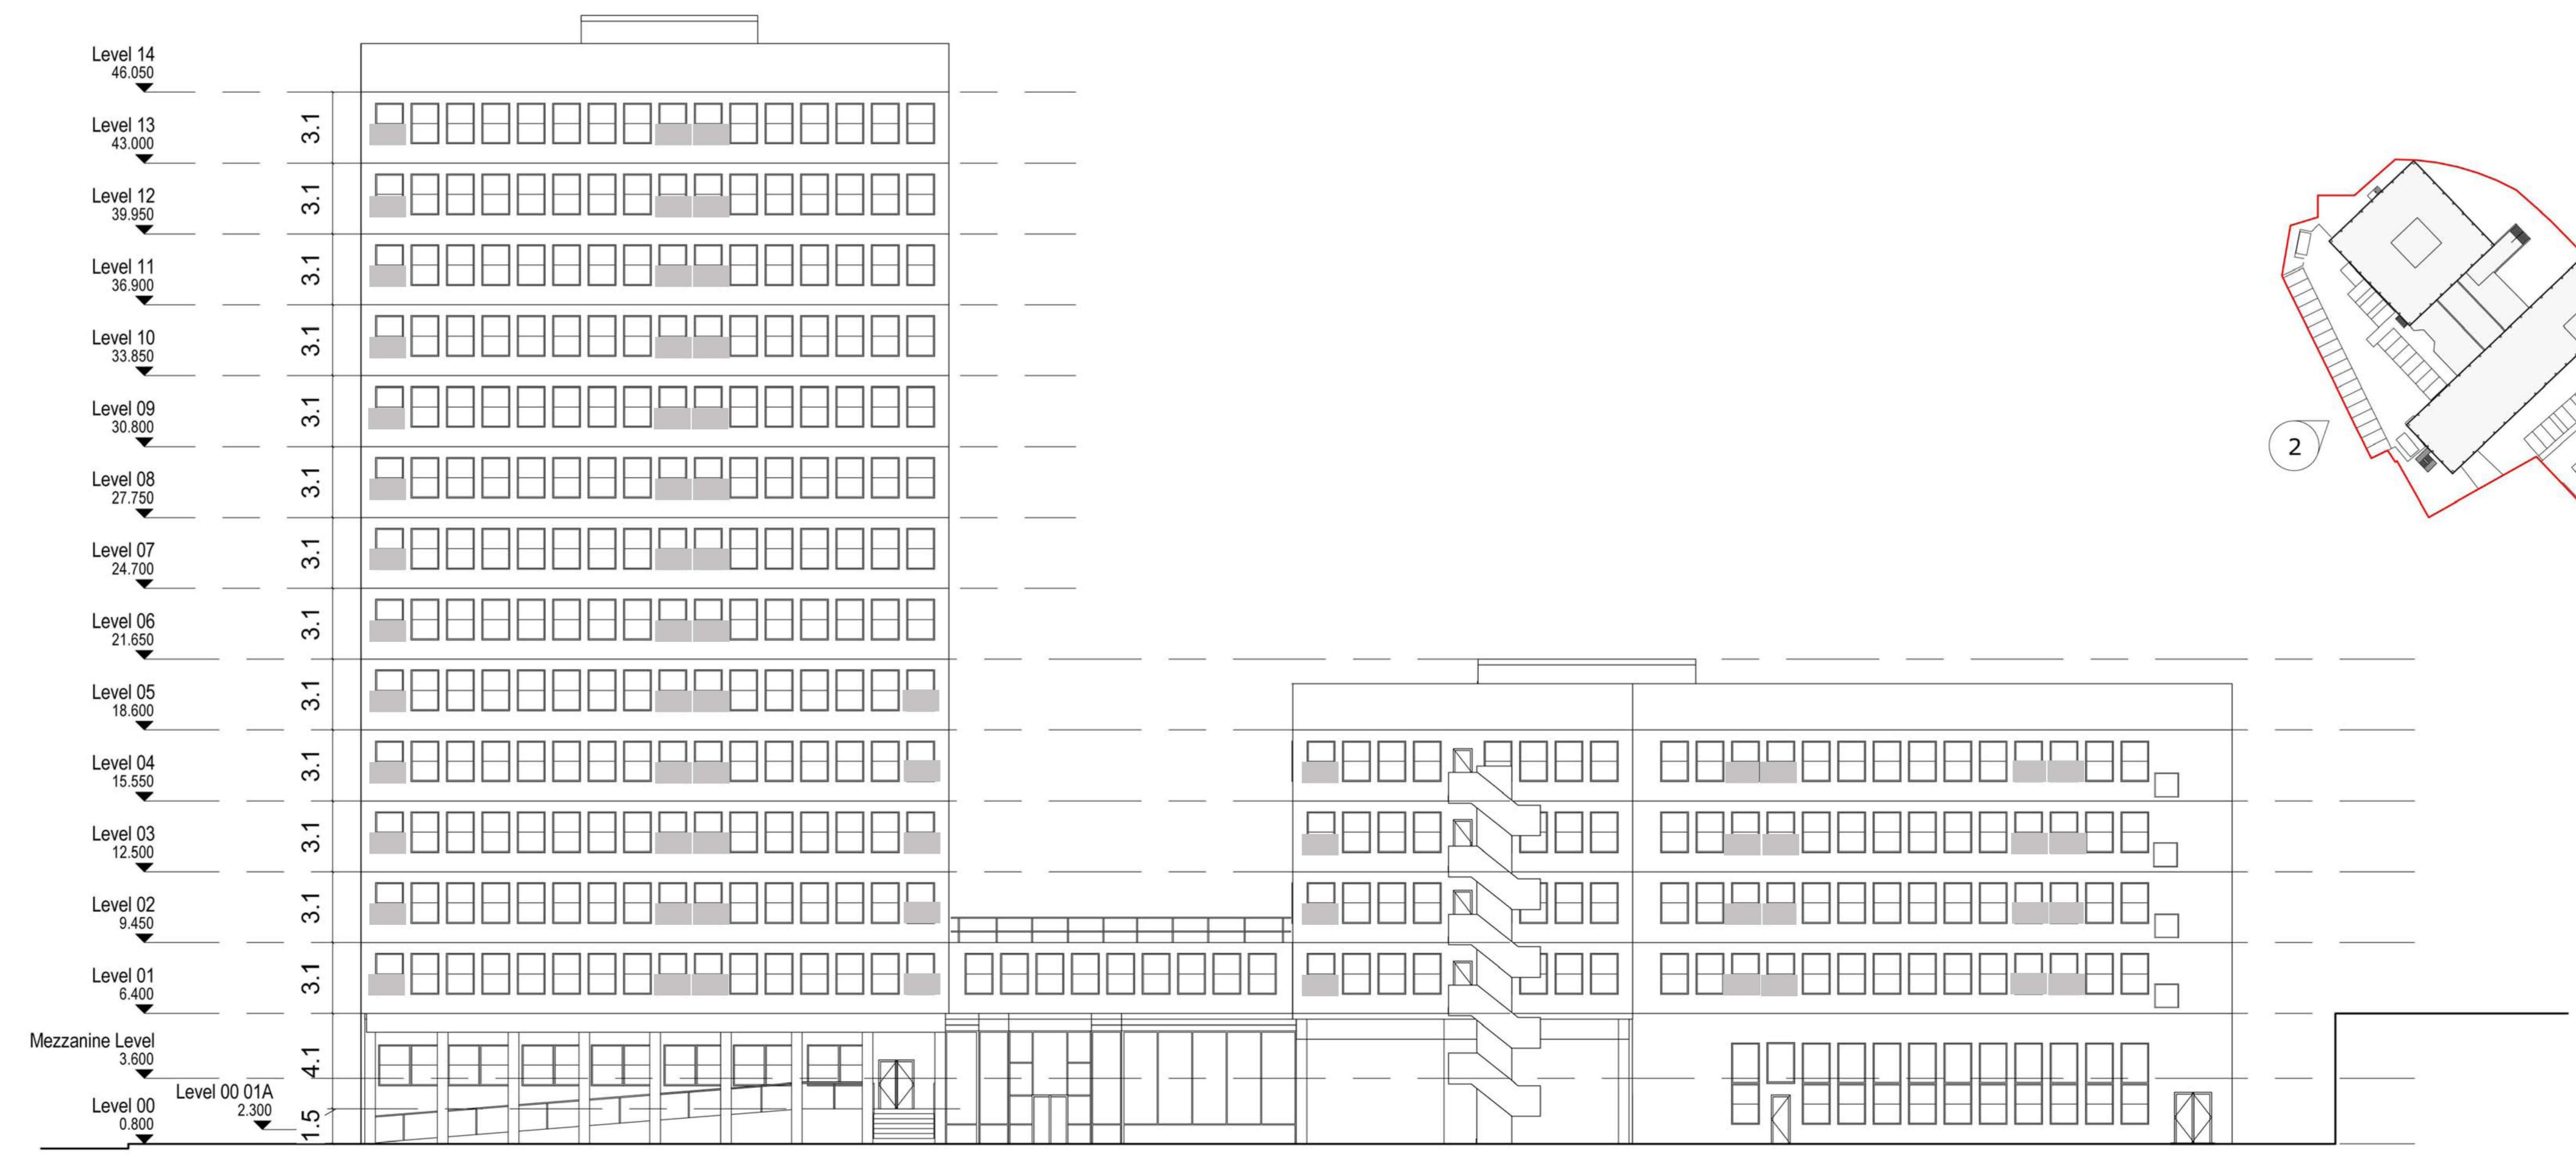 Level 14
46.050
3.1
Level 13
43.000
3.1
Level 12
39.950
3.1
Level 11
36.900
3.1
Level 10
33.850
3.1
Level 09
30.800
3.1
Level 08
27.750
3.1
Level 07
24.700
3.1
Level 06
21.650
3.1
Level 05
18.600
3.1
Level 04
15.550
3.1
Level 03
12.500
3.1
Level 02
9.450
3.1
Level 01
6.400
3.1
Mezzanine Level
3.600
4.1
Level 00 01A
2.300
Level 00
0.800
1.5
2